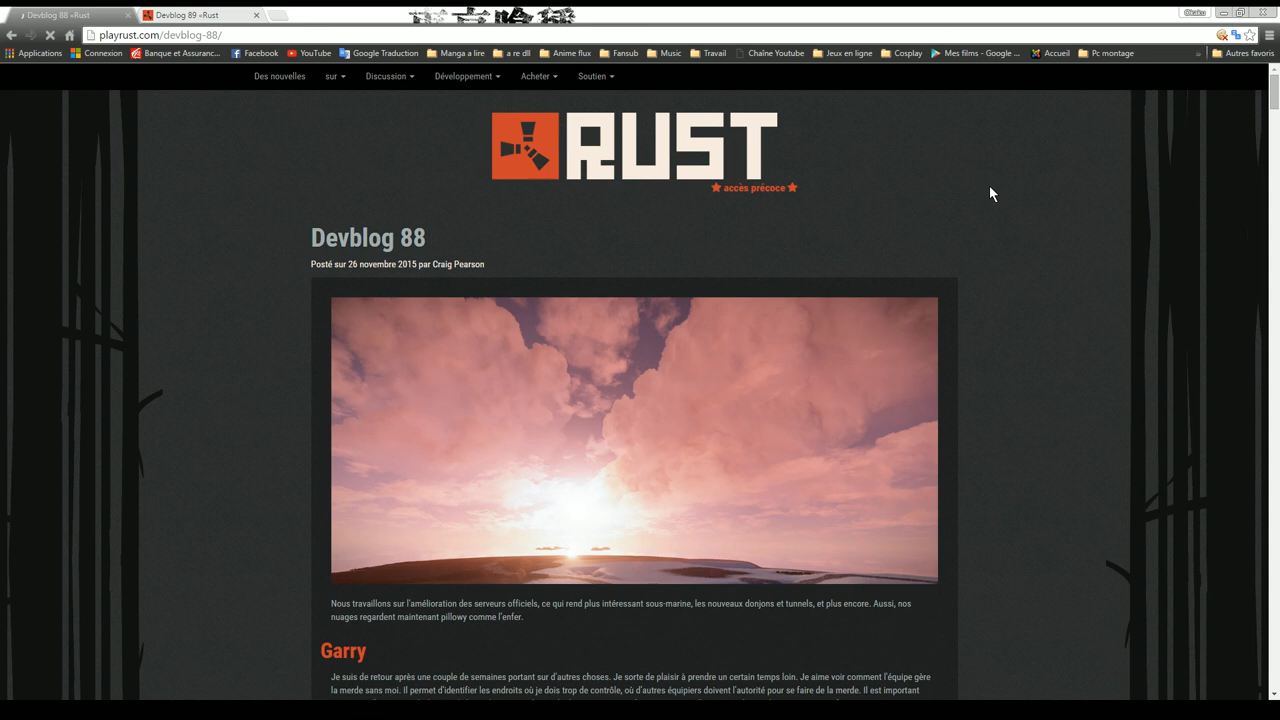 Devblog 88 «Rust
Devblog 89 «Rust
Okaku
playrust.com/devblog-88/
Applications Connexion Banque et Assuranc... Facebook YouTube Google Traduction Manga a lire a re dl Anime flux Fansub Music Travail Chaîne Youtube Jeux en ligne Cosplay Mes films - Google ... Accueil Pc montage » Autres favoris
Des nouvelles sur Discussion Développement Acheter Soutien
RUST
accès précoce
Devblog 88
Posté sur 26 novembre 2015 par Craig Pearson
Nous travaillons sur l'amélioration des serveurs officiels, ce qui rend plus intéressant sous-marine, les nouveaux donjons et tunnels, et plus encore. Aussi, nos
nuages regardent maintenant pillowy comme l'enfer.
Garry
Je suis de retour après une couple de semaines portant sur d'autres choses. Je sorte de plaisir à prendre un certain temps loin. J'aime voir comment l'équipe gère
la merde sans moi. Il permet d'identifier les endroits où je dois trop de contrôle, où d'autres équipiers doivent l'autorité pour se faire de la merde. Il est important